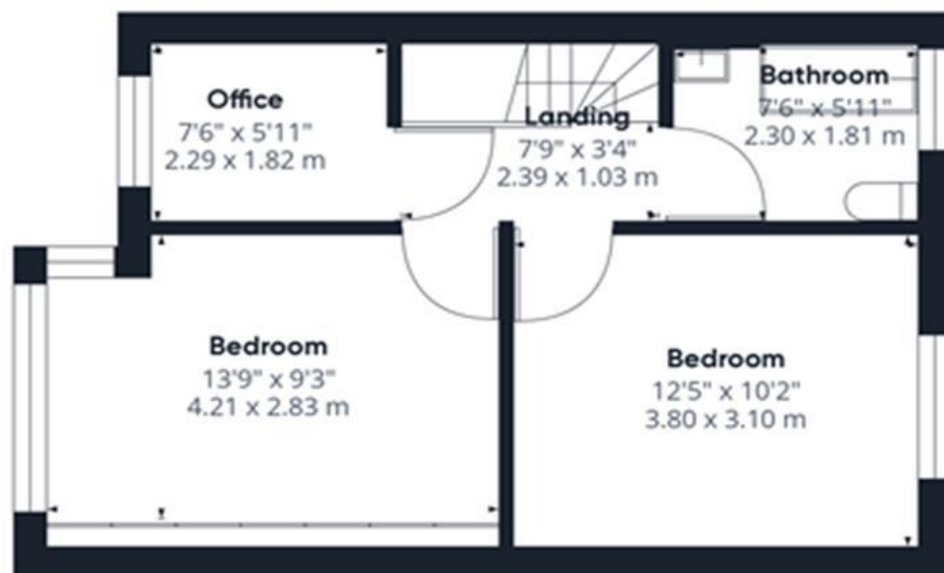 Office
7'6" x 5'11"
2.29 x 1.82 m
Landing
7'9" x 3'4"
2.39 x 1.03 m
Bathroom
7'6" x 5'11"
2.30 x 1.81 m
Bedroom
13'9" x 9'3"
4.21 x 2.83 m
Bedroom
12'5" x 10'2"
3.80 x 3.10 m